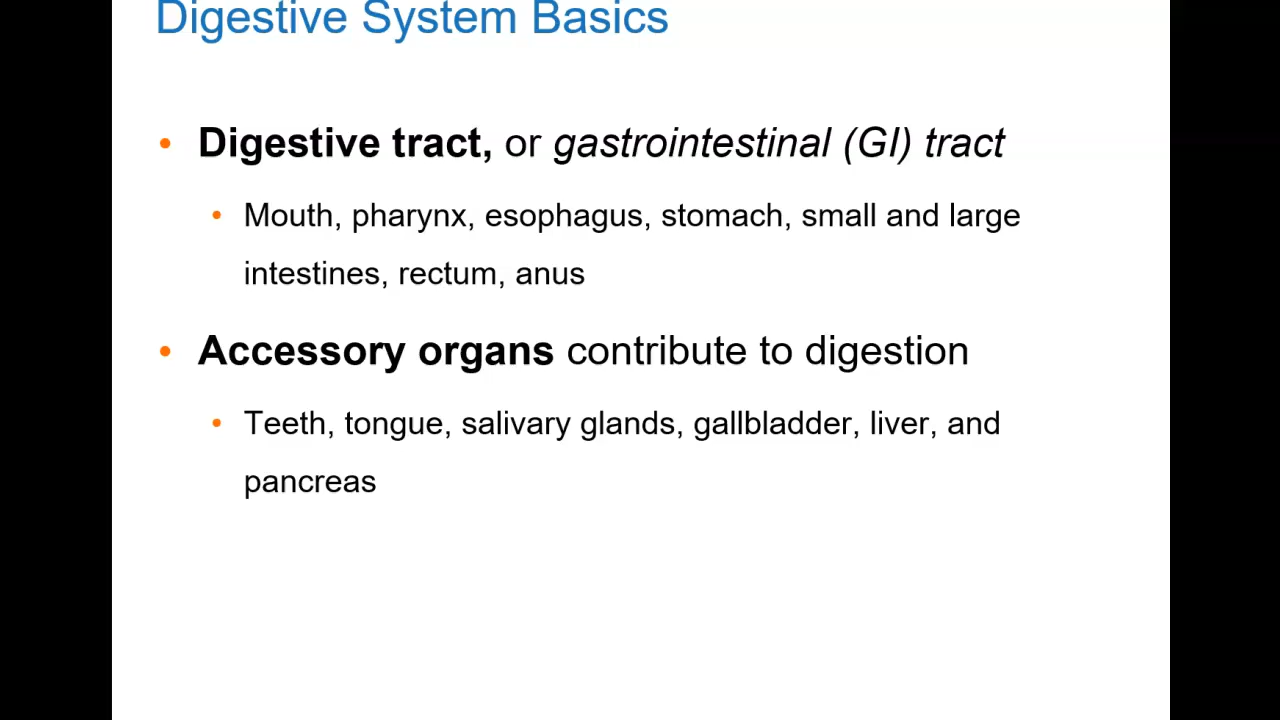 Digestive System Basics
• Digestive tract, or gastrointestinal (GI) tract
• Mouth, pharynx, esophagus, stomach, small and large
intestines, rectum, anus
• Accessory organs contribute to digestion
• Teeth, tongue, salivary glands, gallbladder, liver, and
pancreas